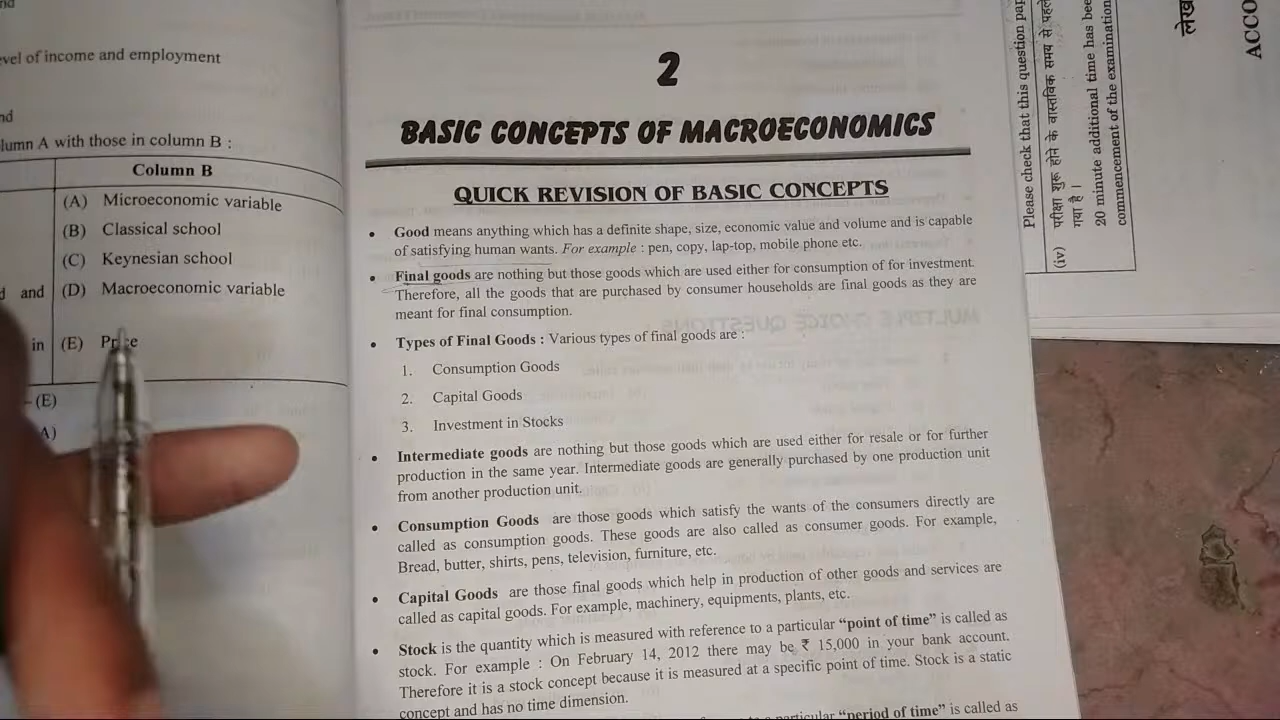 evel of income and employment
lumn A with those in column B :
Column B
(A) Microeconomic variable
(B) Classical school
(C) Keynesian school
and (D) Macroeconomic variable
in (E) Price
– (E)
A)
2
BASIC CONCEPTS OF MACROECONOMICS
QUICK REVISION OF BASIC CONCEPTS
• Good means anything which has a definite shape, size, economic value and volume and is capable
of satisfying human wants. For example : pen, copy, lap-top, mobile phone etc.
• Final goods are nothing but those goods which are used either for consumption of for investment.
Therefore, all the goods that are purchased by consumer households are final goods as they are
meant for final consumption.
• Types of Final Goods : Various types of final goods are :
1. Consumption Goods
2. Capital Goods
3. Investment in Stocks
• Intermediate goods are nothing but those goods which are used either for resale or for further
production in the same year. Intermediate goods are generally purchased by one production unit
from another production unit.
• Consumption Goods are those goods which satisfy the wants of the consumers directly are
called as consumption goods. These goods are also called as consumer goods. For example,
Bread, butter, shirts, pens, television, furniture, etc.
• Capital Goods are those final goods which help in production of other goods and services are
called as capital goods. For example, machinery, equipments, plants, etc.
• Stock is the quantity which is measured with reference to a particular “point of time” is called as
stock. For example : On February 14, 2012 there may be ₹ 15,000 in your bank account.
Therefore it is a stock concept because it is measured at a specific point of time. Stock is a static
concept and has no time dimension.
particular “period of time” is called as
Please check that this question pap
(iv) परीक्षा शुरू होने के वास्तविक समय से पहले
गया है ।
20 minute additional time has bee
commencement of the examination
लेख
ACCO